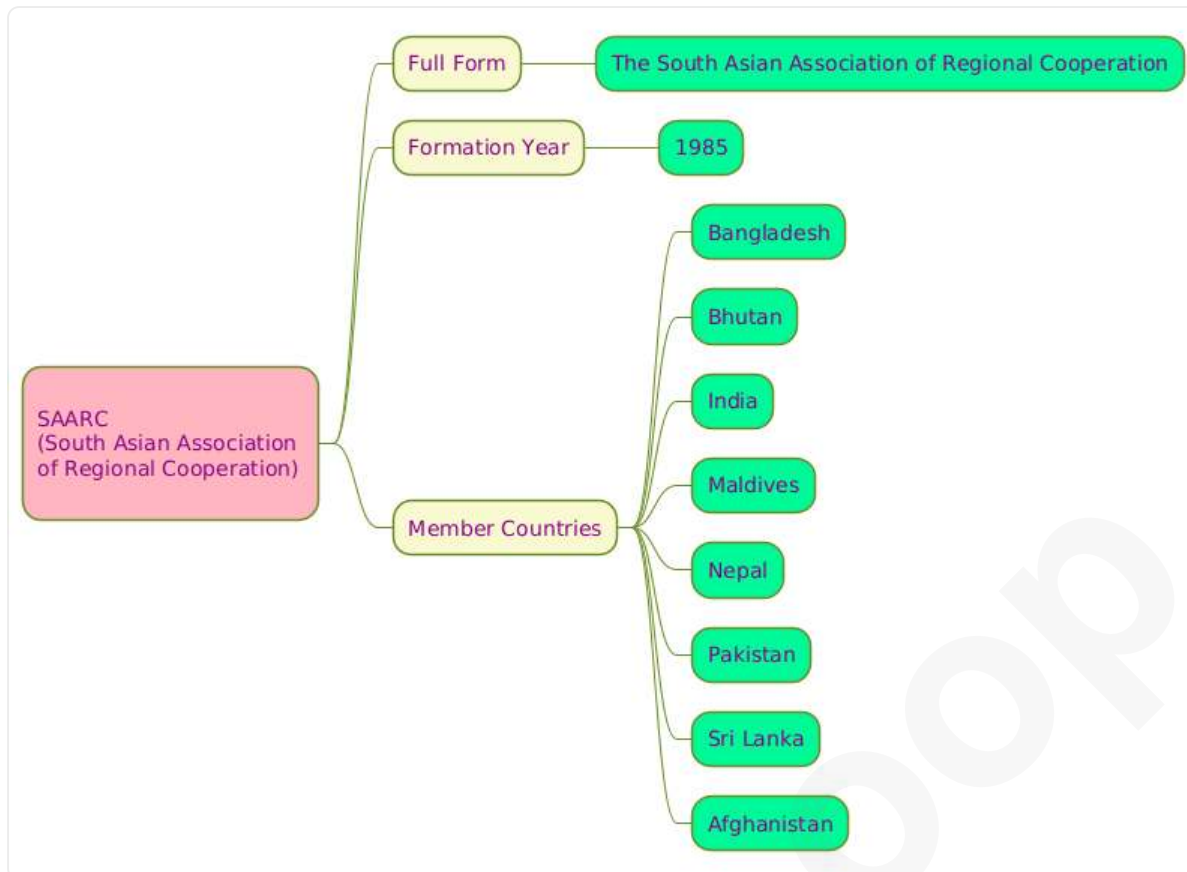 Full Form
The South Asian Association of Regional Cooperation
Formation Year
1985
SAARC
(South Asian Association
of Regional Cooperation)
Member Countries
Bangladesh
Bhutan
India
Maldives
Nepal
Pakistan
Sri Lanka
Afghanistan
oop